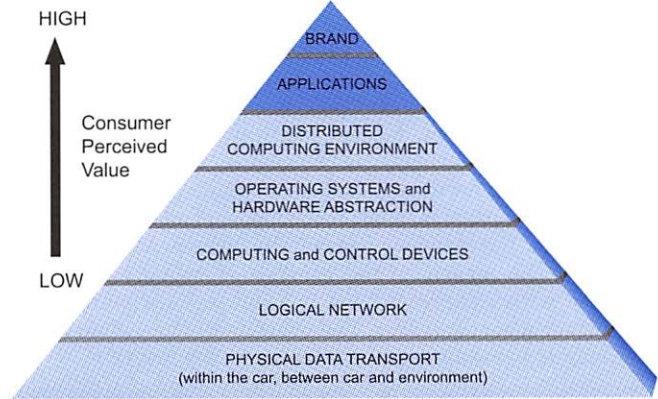 HIGH
BRAND
APPLICATIONS
Consumer
Perceived
Value
DISTRIBUTED
COMPUTING ENVIRONMENT
OPERATING SYSTEMS and
HARDWARE ABSTRACTION
COMPUTING and CONTROL DEVICES
LOW
LOGICAL NETWORK
PHYSICAL DATA TRANSPORT
(within the car, between car and environment)